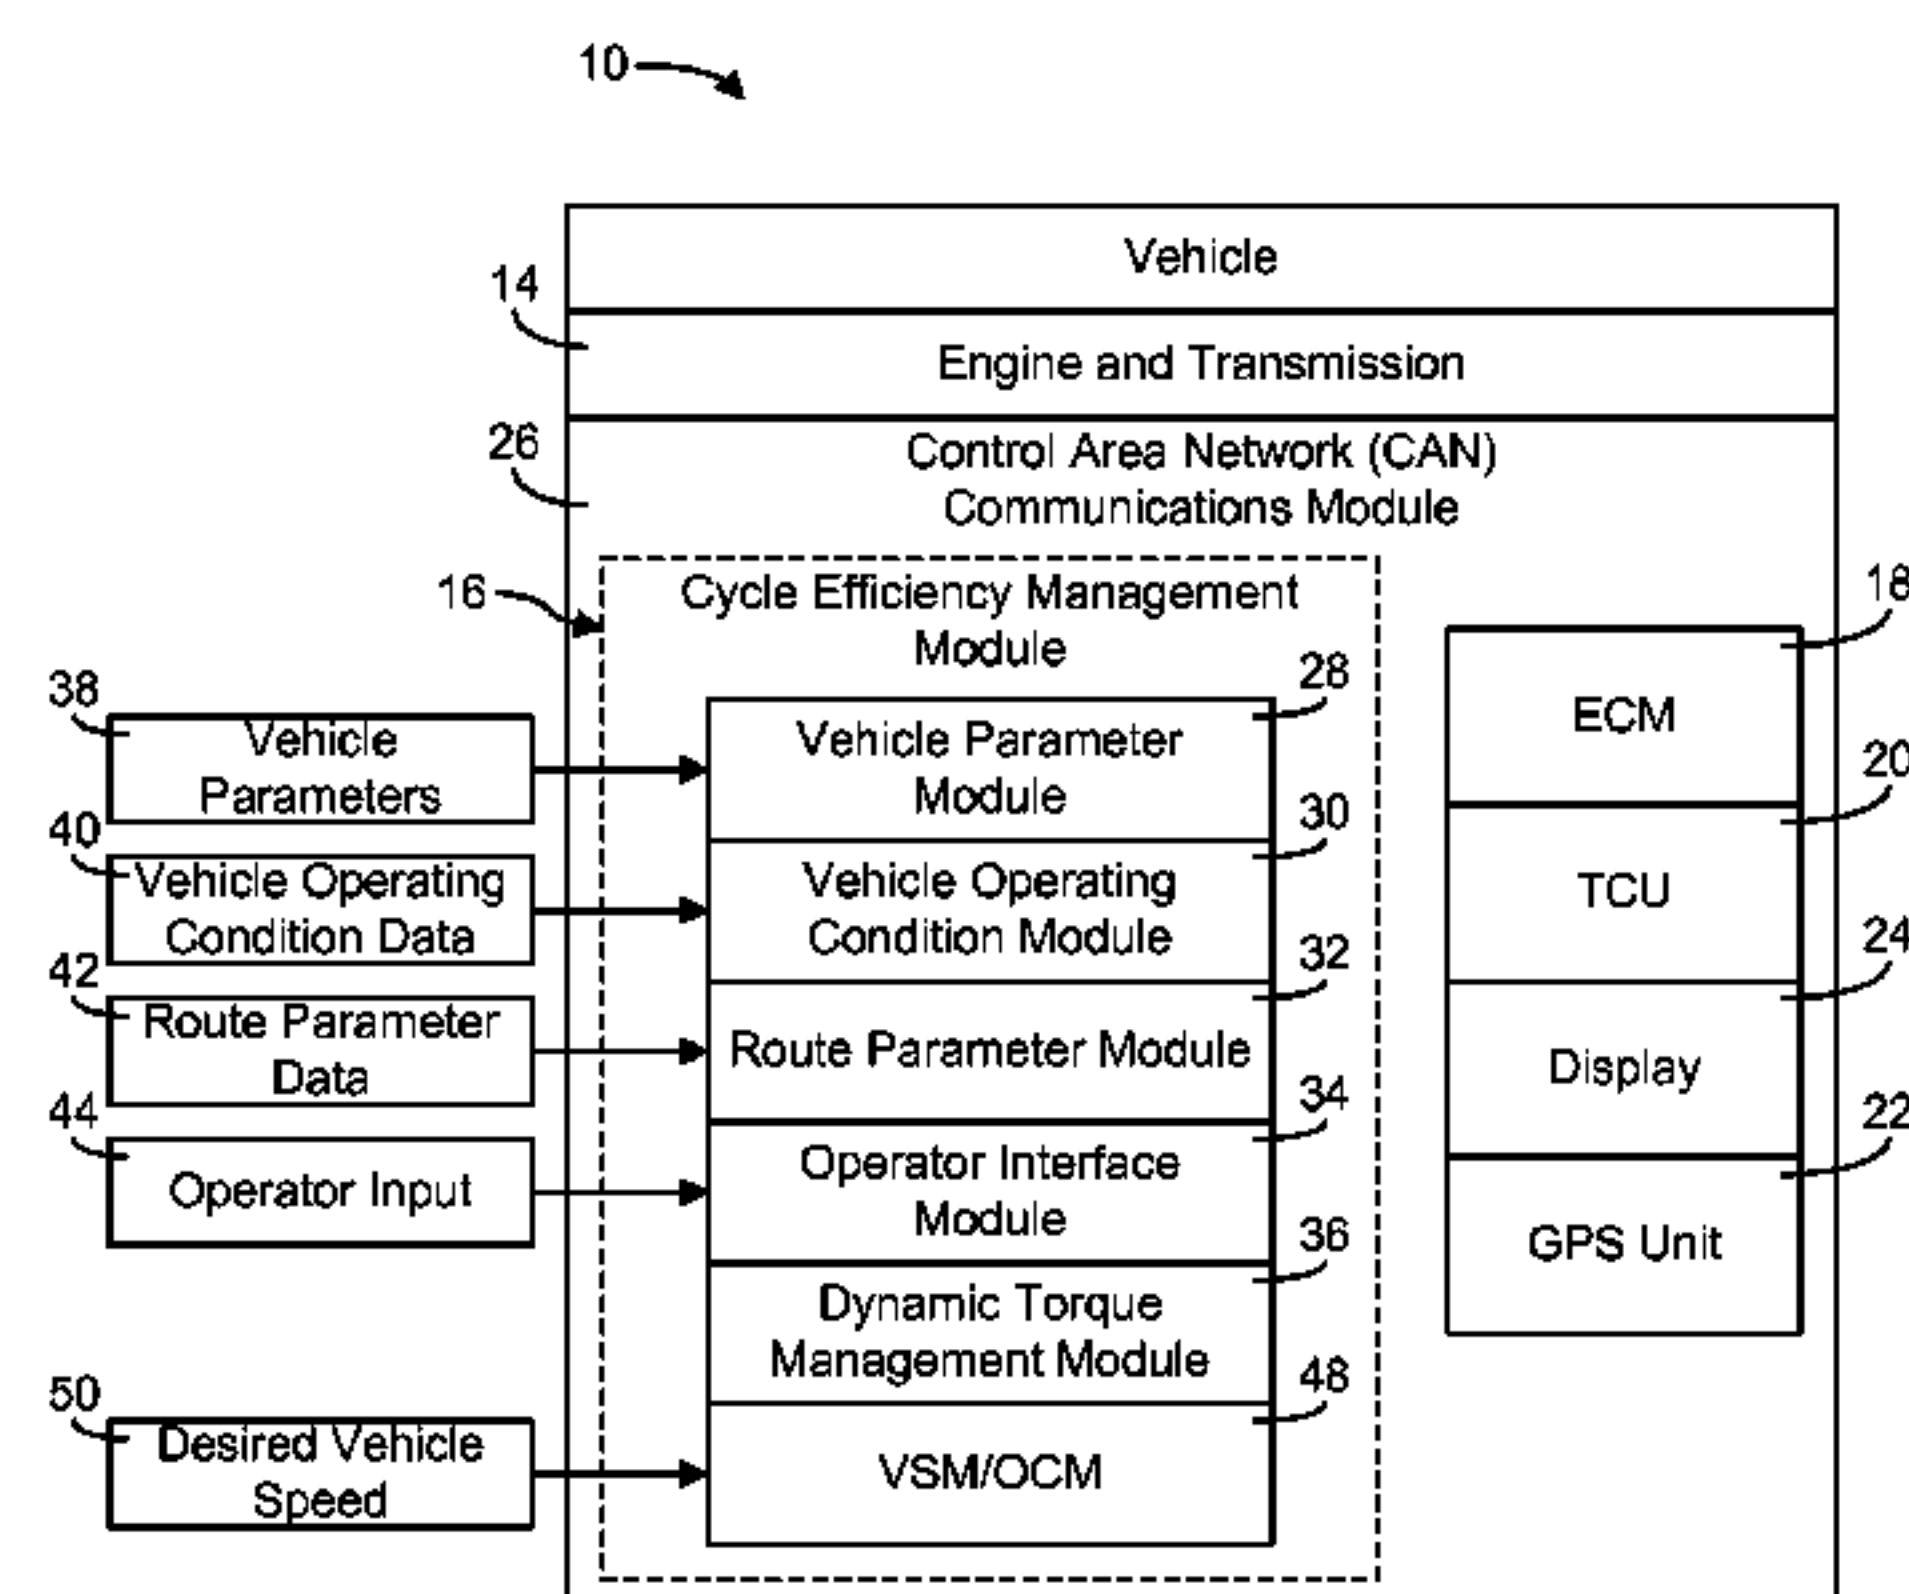 10
Vehicle
14
Engine and Transmission
26
Control Area Network (CAN)
Communications Module
16
Cycle Efficiency Management
Module
38
Vehicle
Parameters
40
Vehicle Operating
Condition Data
42
Route Parameter
Data
44
Operator Input
50
Desired Vehicle
Speed
28
Vehicle Parameter
Module
30
Vehicle Operating
Condition Module
32
Route Parameter Module
34
Operator Interface
Module
36
Dynamic Torque
Management Module
48
VSM/OCM
18
ECM
20
TCU
24
Display
22
GPS Unit